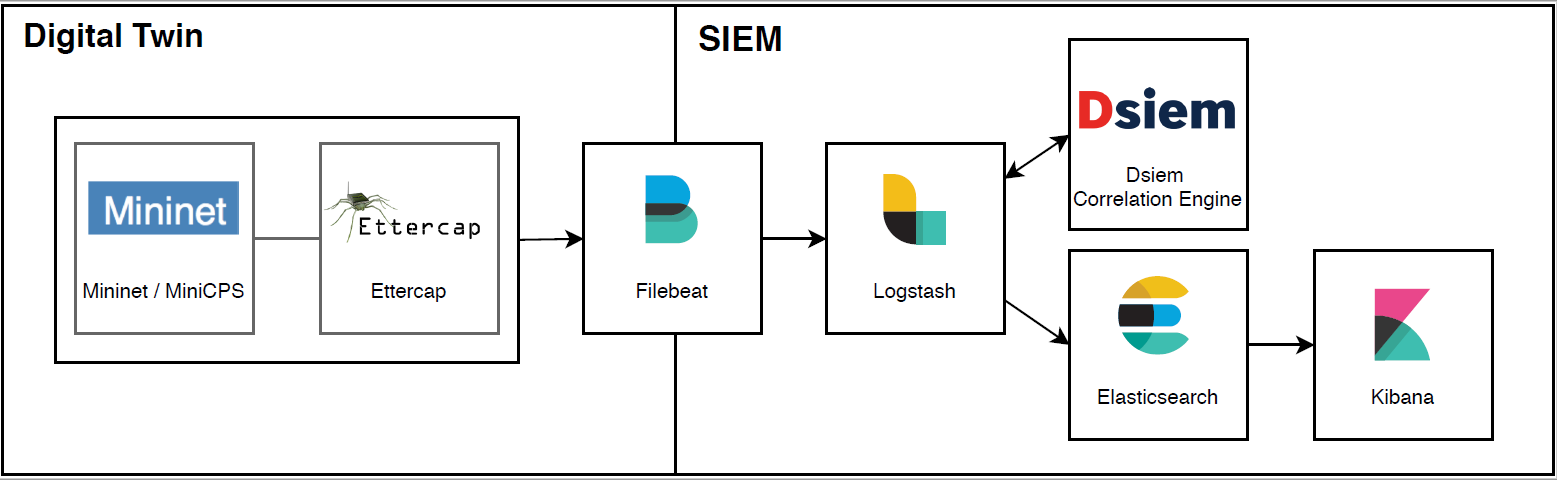 Digital Twin
SIEM
Mininet
Mininet / MiniCPS
Ettercap
Ettercap
Filebeat
Logstash
Dsiem
Dsiem
Correlation Engine
Elasticsearch
Kibana